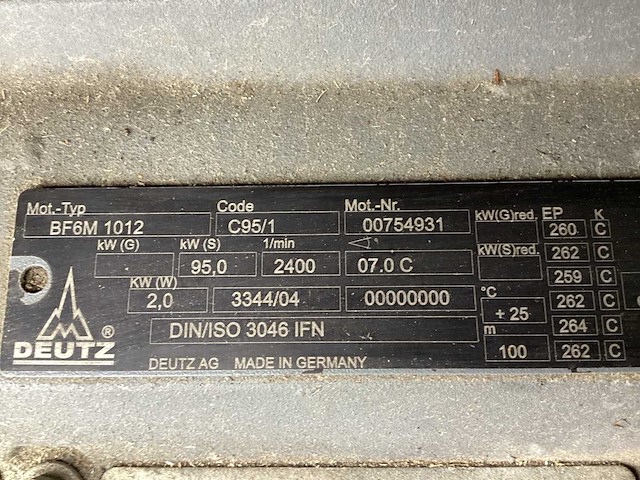 Mot.-Typ Code Mot.-Nr. kW(G)red. EP K
BF6M 1012 C95/1 00754931 260 C
kW (G) kW (S) 1/min kW(S)red. 262 C
95,0 2400 07.0 C 259 C
kW (W) °C
2,0 3344/04 00000000 + 25 262 C
DIN/ISO 3046 IFN m 264 C
DEUTZ ® 100 262 C
DEUTZ AG MADE IN GERMANY